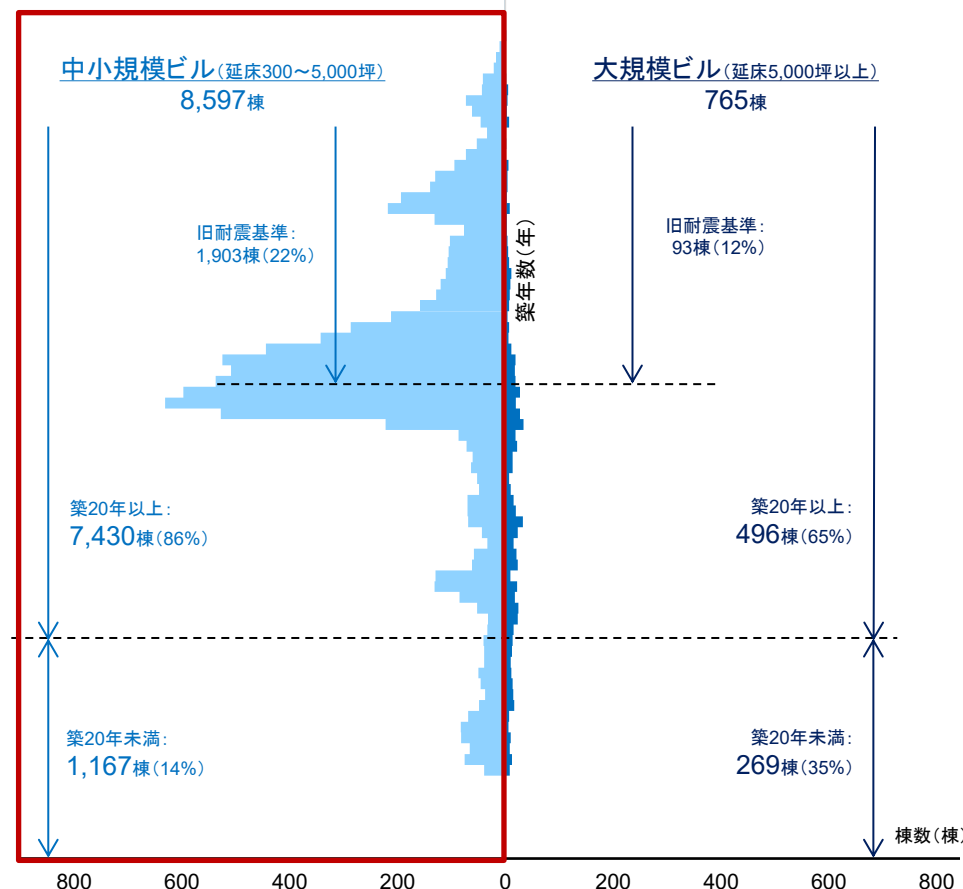 中小規模ビル(延床300～5,000坪)
8,597棟
大規模ビル(延床5,000坪以上)
765棟
旧耐震基準:
1,903棟(22%)
築年数(年)
旧耐震基準:
93棟(12%)
築20年以上:
7,430棟(86%)
築20年以上:
496棟(65%)
築20年未満:
1,167棟(14%)
築20年未満:
269棟(35%)
棟数(棟)
800 600 400 200 0 200 400 600 800